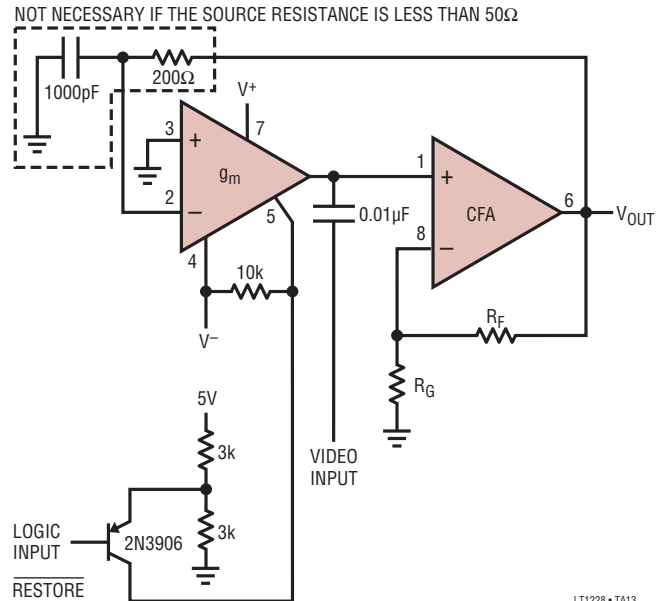 NOT NECESSARY IF THE SOURCE RESISTANCE IS LESS THAN 50Ω
1000pF
200Ω
V+
3
+
7
gm
2
–
5
4
10k
V–
1
+
CFA
6
VOUT
8
–
0.01µF
RF
RG
5V
3k
VIDEO
INPUT
LOGIC
INPUT
2N3906
3k
RESTORE
LT1228 • TA13